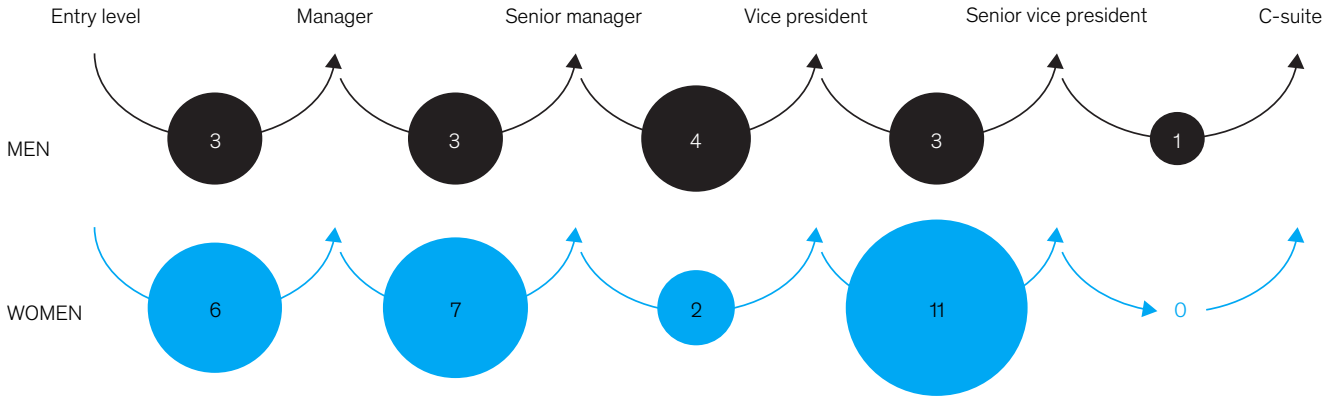 Entry level Manager Senior manager Vice president Senior vice president C-suite
MEN 3 3 4 3 1
WOMEN 6 7 2 11 0